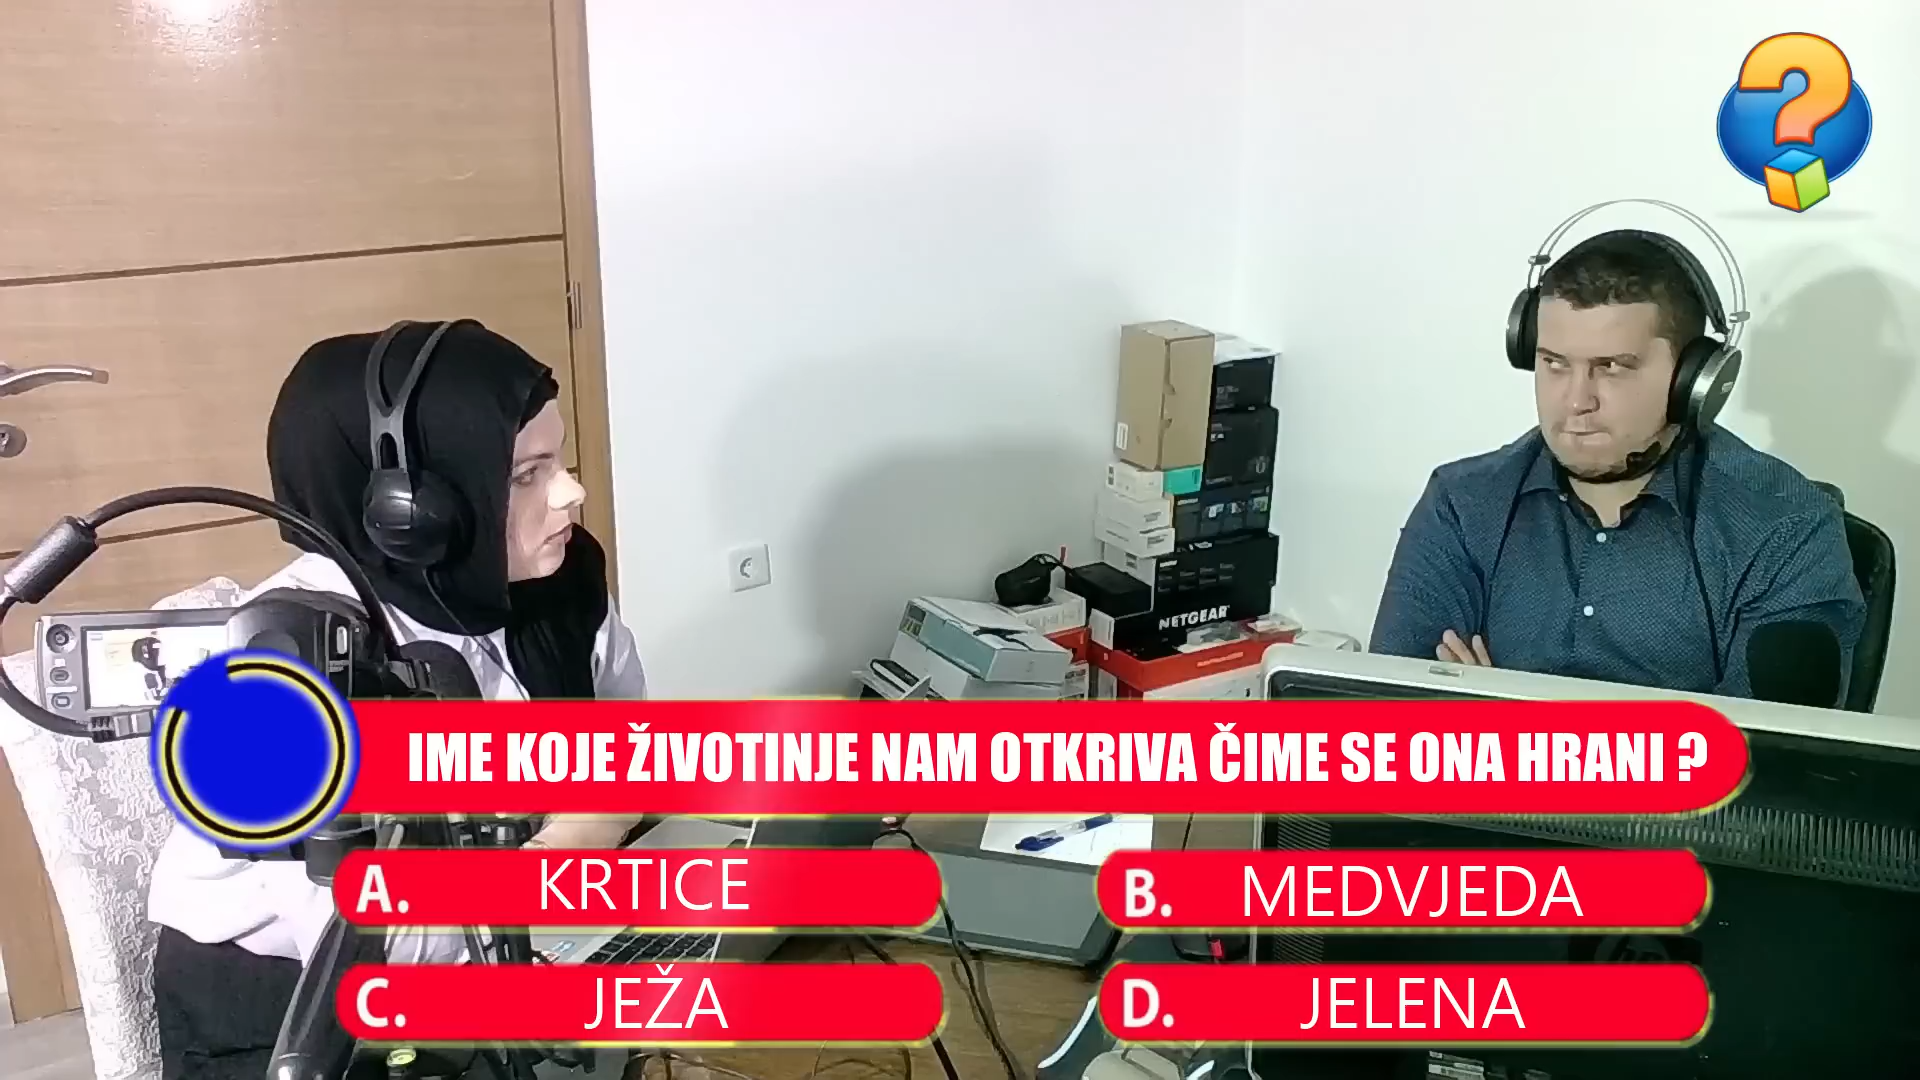 NETGEAR
IME KOJE ŽIVOTINJE NAM OTKRIVA ČIME SE ONA HRANI ?
A. KRTICE
B. MEDVJEDA
C. JEŽA
D. JELENA